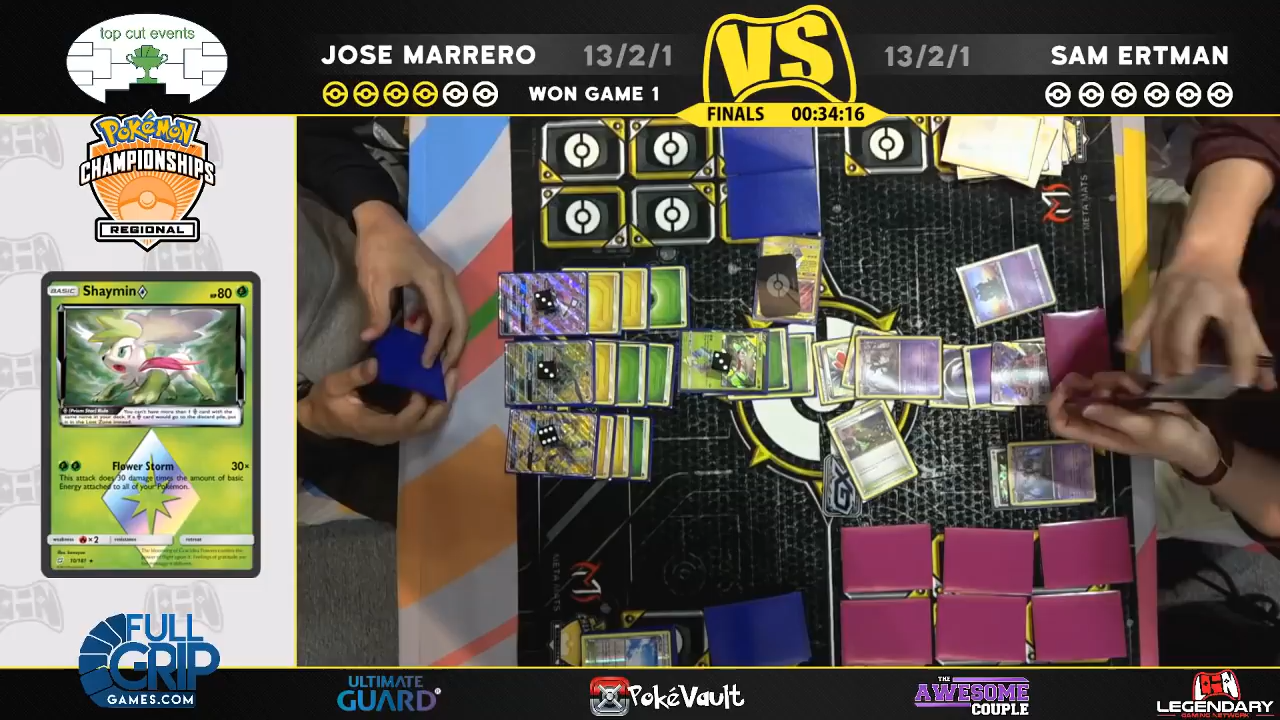 top cut events
JOSE MARRERO 13/2/1
WON GAME 1
VS
FINALS 00:34:16
13/2/1 SAM ERTMAN
Pokémon
CHAMPIONSHIPS
REGIONAL
BASIC Shaymin HP80
Flower Storm 30×
This attack does 30 damage times the amount of basic
Energy attached to all of your Pokémon.
weakness ×2 resistance retreat
META MATS
META MATS
FULL
GRIP
GAMES.COM
ULTIMATE
GUARD
PokéVault
THE
AWESOME
COUPLE
LEGENDARY
GAMING NETWORK